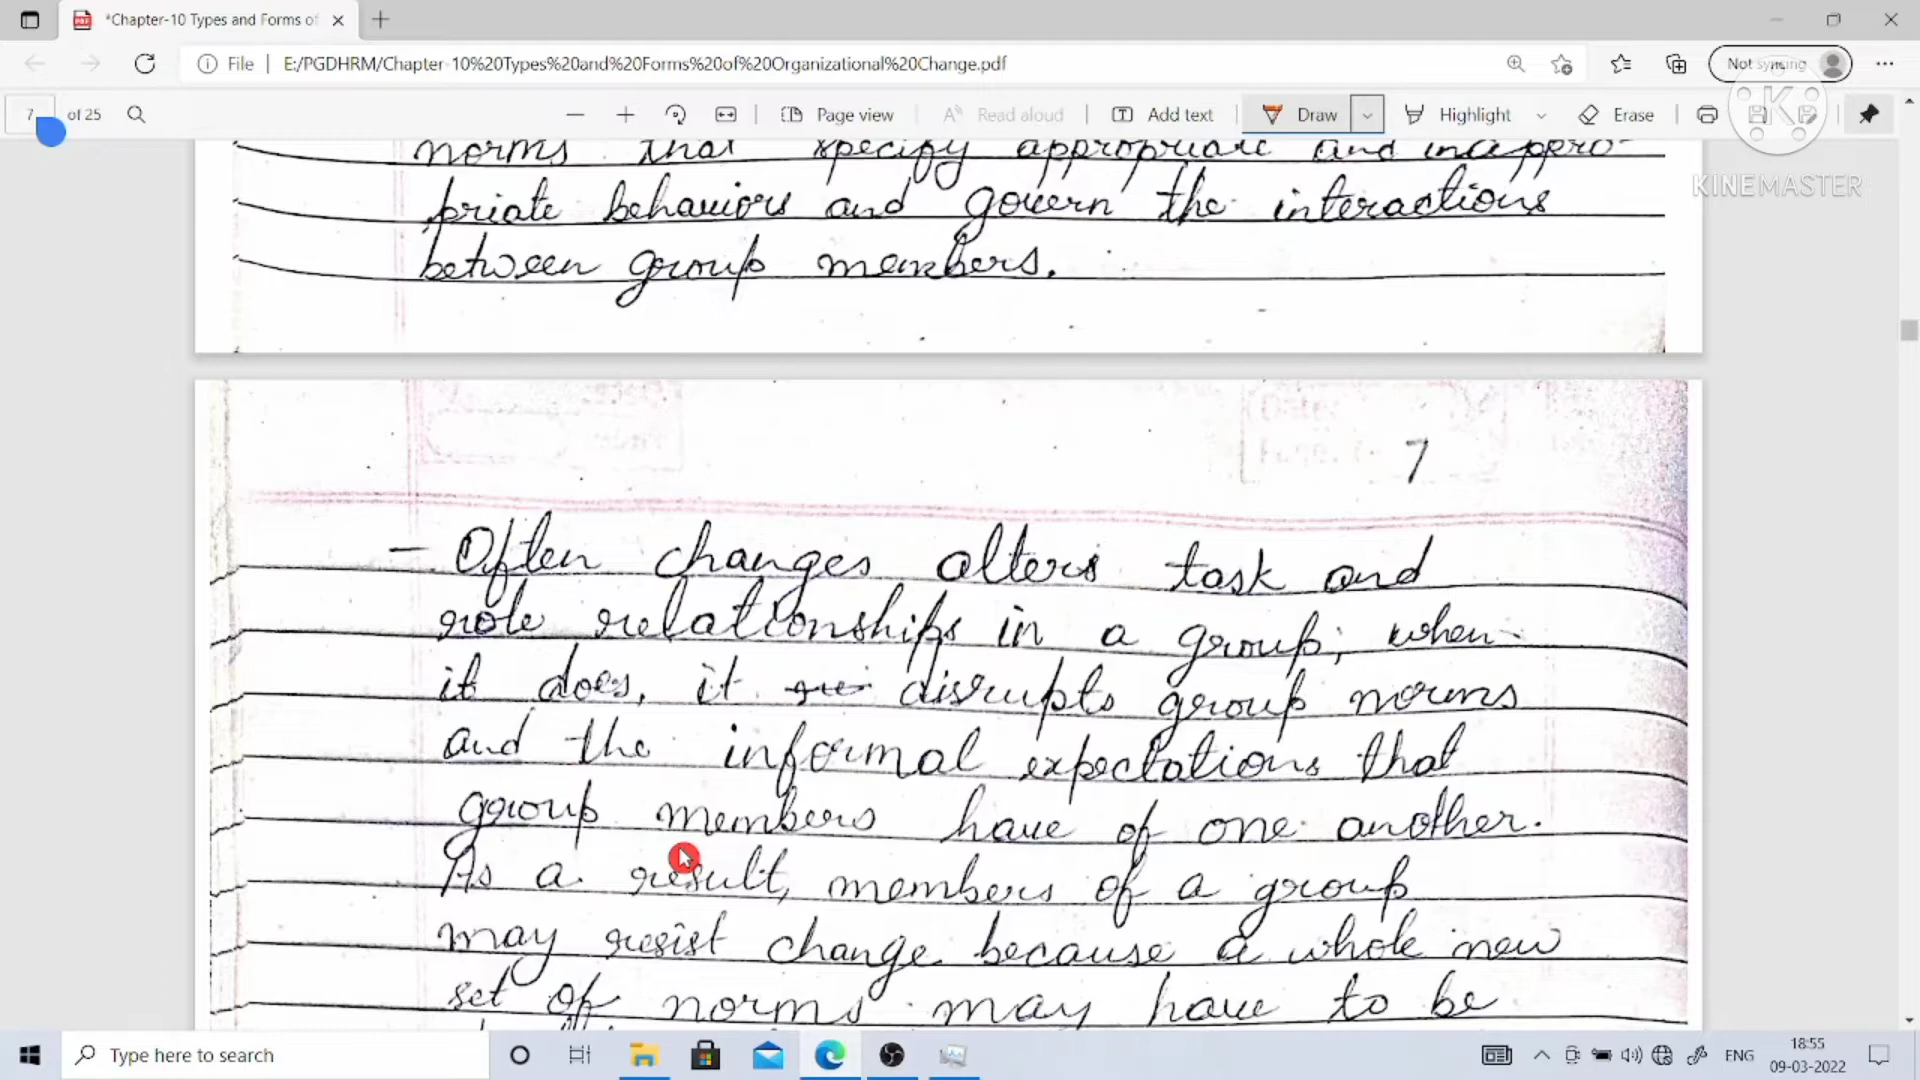 *Chapter-10 Types and Forms of
File E:/PGDHRM/Chapter-10%20Types%20and%20Forms%20of%20Organizational%20Change.pdf Not syncing
7 of 25 Page view Read aloud Add text Draw Highlight Erase
KINEMASTER
norms that specify appropriate and inappro-
priate behaviors and govern the interactions
between group members.
Date:
Page
7
- Often changes alters task and
role relationships in a group; when
it does, it disrupts group norms
and the informal expectations that
group members have of one another.
As a result, members of a group
may resist change because a whole new
set of norms may have to be
Type here to search ENG 18:55
09-03-2022